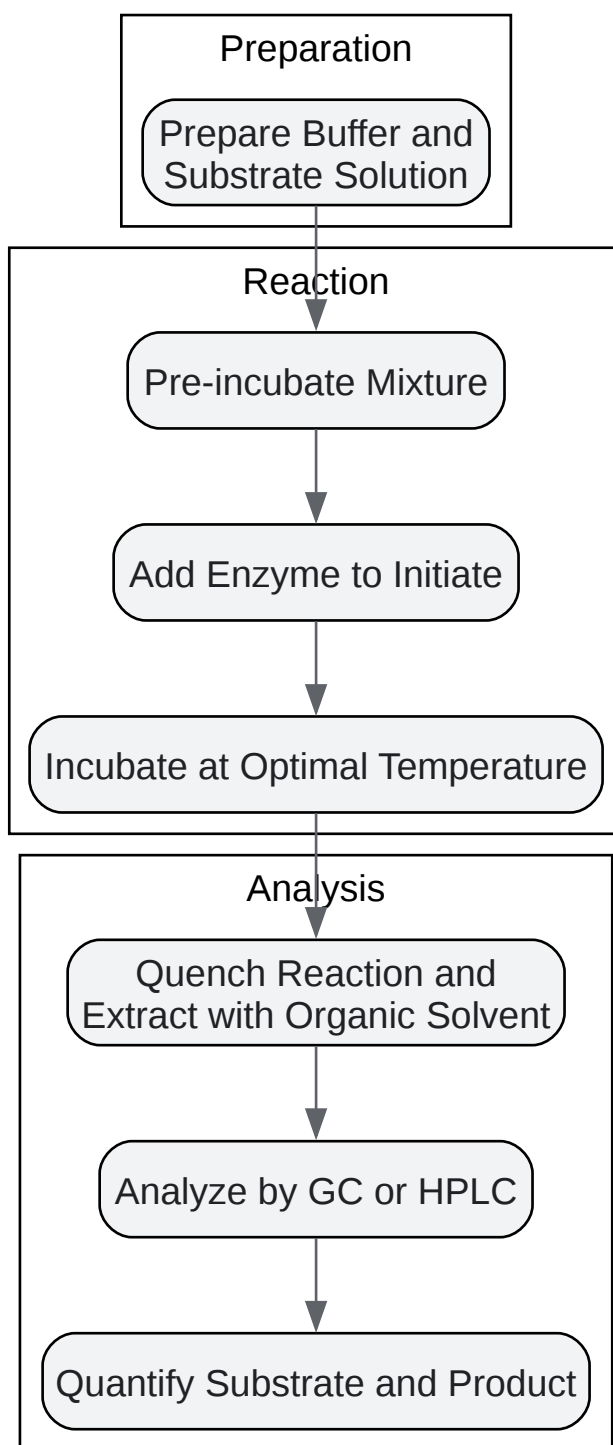 Preparation
Prepare Buffer and
Substrate Solution
Reaction
Pre-incubate Mixture
Add Enzyme to Initiate
Incubate at Optimal Temperature
Analysis
Quench Reaction and
Extract with Organic Solvent
Analyze by GC or HPLC
Quantify Substrate and Product